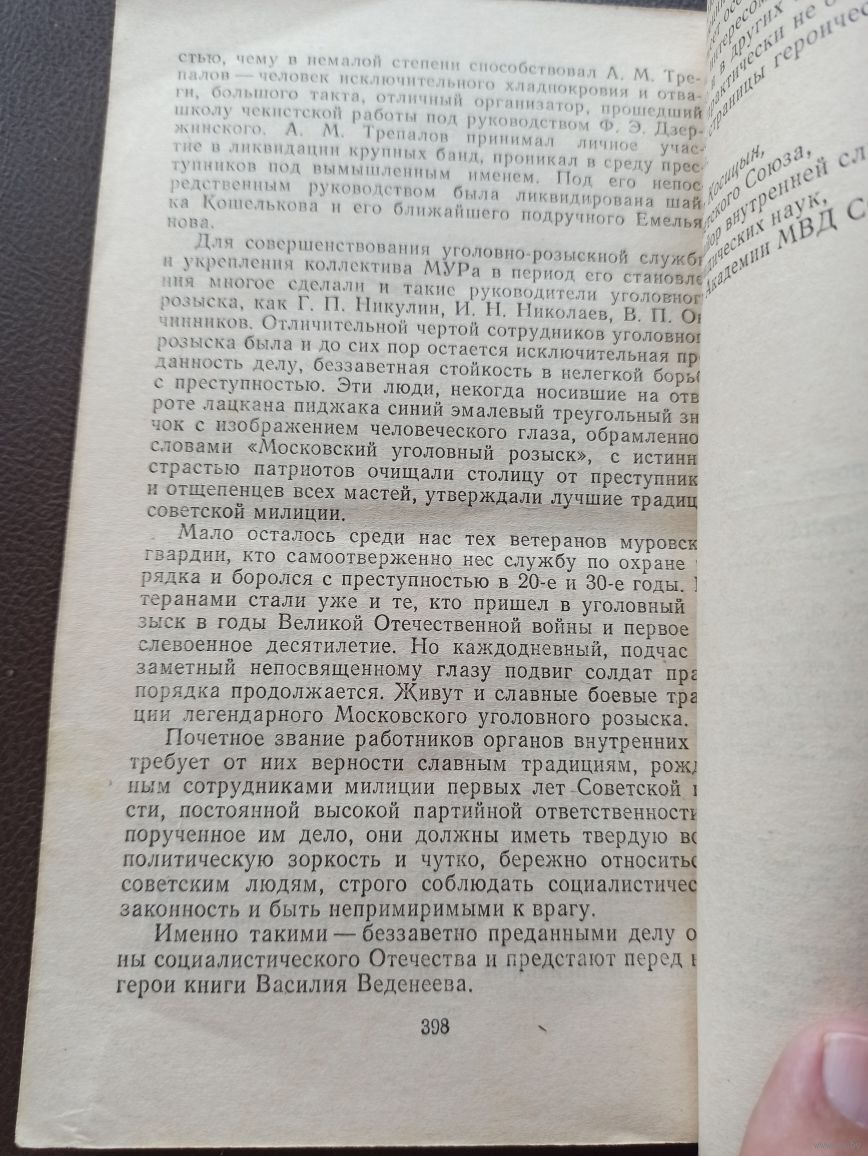 стью, чему в немалой степени способствовал А. М. Тре-
палов — человек исключительного хладнокровия и отва-
ги, большого такта, отличный организатор, прошедший
школу чекистской работы под руководством Ф. Э. Дзер-
жинского. А. М. Трепалов принимал личное учас-
тие в ликвидации крупных банд, проникал в среду прес-
тупников под вымышленным именем. Под его непос-
редственным руководством была ликвидирована шай
ка Кошелькова и его ближайшего подручного Емелья
нова.
Для совершенствования уголовно-розыскной служб
и укрепления коллектива МУРа в период его становле
ния многое сделали и такие руководители уголовног
розыска, как Г. П. Никулин, И. Н. Николаев, В. П. Ов
чинников. Отличительной чертой сотрудников уголовног
розыска была и до сих пор остается исключительная пр
данность делу, беззаветная стойкость в нелегкой борьб
с преступностью. Эти люди, некогда носившие на отв
роте лацкана пиджака синий эмалевый треугольный зн
чок с изображением человеческого глаза, обрамленно
словами «Московский уголовный розыск», с истинн
страстью патриотов очищали столицу от преступник
и отщепенцев всех мастей, утверждали лучшие традиц
советской милиции.
Мало осталось среди нас тех ветеранов муровск
гвардии, кто самоотверженно нес службу по охране
рядка и боролся с преступностью в 20-е и 30-е годы.
теранами стали уже и те, кто пришел в уголовный
зыск в годы Великой Отечественной войны и первое
слевоенное десятилетие. Но каждодневный, подчас
заметный непосвященному глазу подвиг солдат пра
порядка продолжается. Живут и славные боевые тра
ции легендарного Московского уголовного розыска.
Почетное звание работников органов внутренних
требует от них верности славным традициям, рожд
ным сотрудниками милиции первых лет Советской
сти, постоянной высокой партийной ответственност
порученное им дело, они должны иметь твердую во
политическую зоркость и чутко, бережно относитьс
советским людям, строго соблюдать социалистичес
законность и быть непримиримыми к врагу.
Именно такими — беззаветно преданными делу о
ны социалистического Отечества и предстают перед
герои книги Василия Веденеева.
398
интересом
в других
практически не
страницы героичес
Косицын,
тского Союза,
ор внутренней сл
дических наук,
Академии МВД С